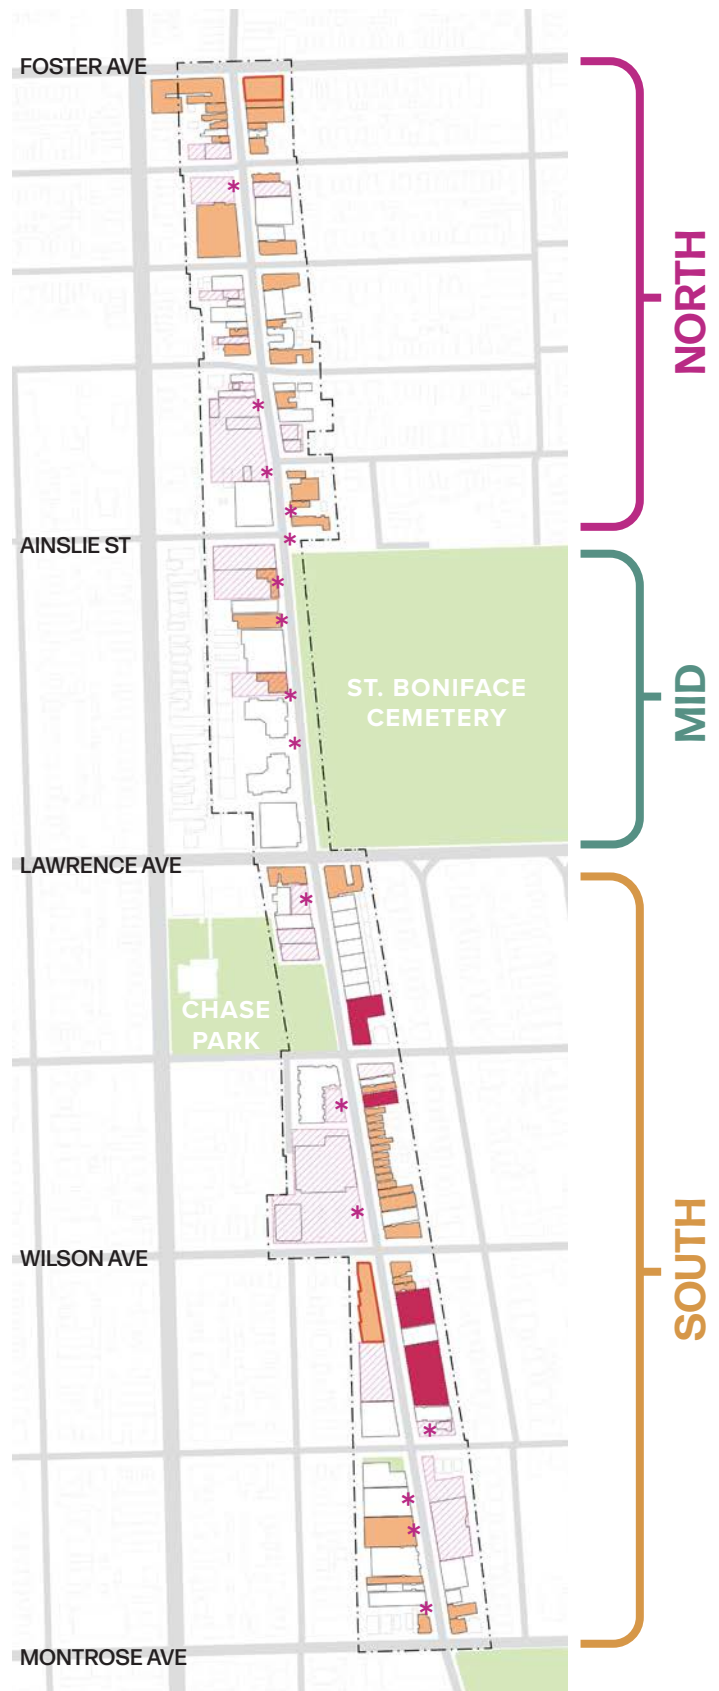 FOSTER AVE
NORTH
AINSLIE ST
ST. BONIFACE
CEMETERY
MID
LAWRENCE AVE
CHASE
PARK
SOUTH
WILSON AVE
MONTROSE AVE